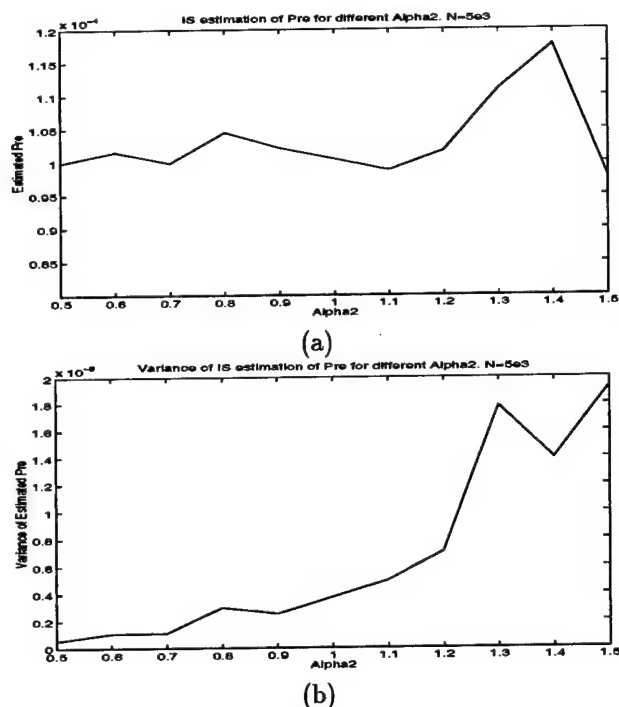 IS estimation of Pre for different Alpha2. N=5e3
x 10⁻⁴
1.2
1.15
1.1
1.05
1
0.95
0.9
0.85
Estimated Pre
0.5 0.6 0.7 0.8 0.9 1 1.1 1.2 1.3 1.4 1.5
Alpha2
(a)
Variance of IS estimation of Pre for different Alpha2. N=5e3
x 10
2
1.8
1.6
1.4
1.2
1
0.8
0.6
0.4
0.2
0
Variance of Estimated Pre
0.5 0.6 0.7 0.8 0.9 1 1.1 1.2 1.3 1.4 1.5
Alpha2
(b)